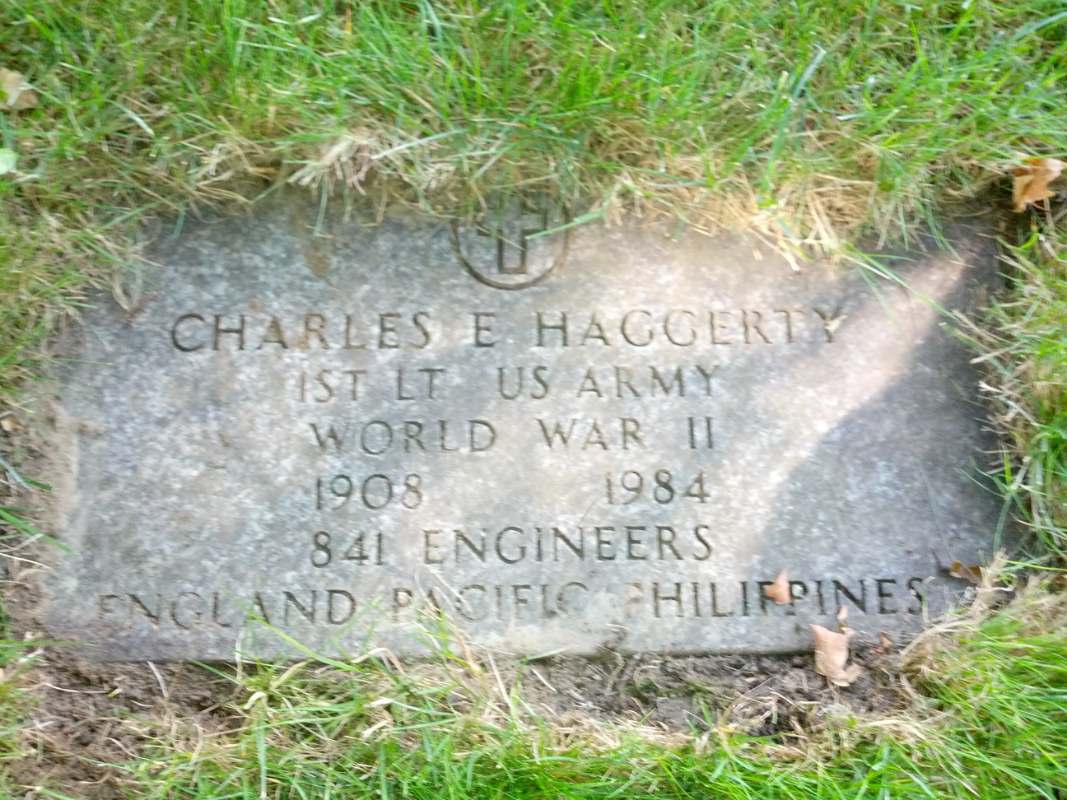 CHARLES E HAGGERTY
1ST LT US ARMY
WORLD WAR II
1908 1984
841 ENGINEERS
ENGLAND PACIFIC PHILIPPINES